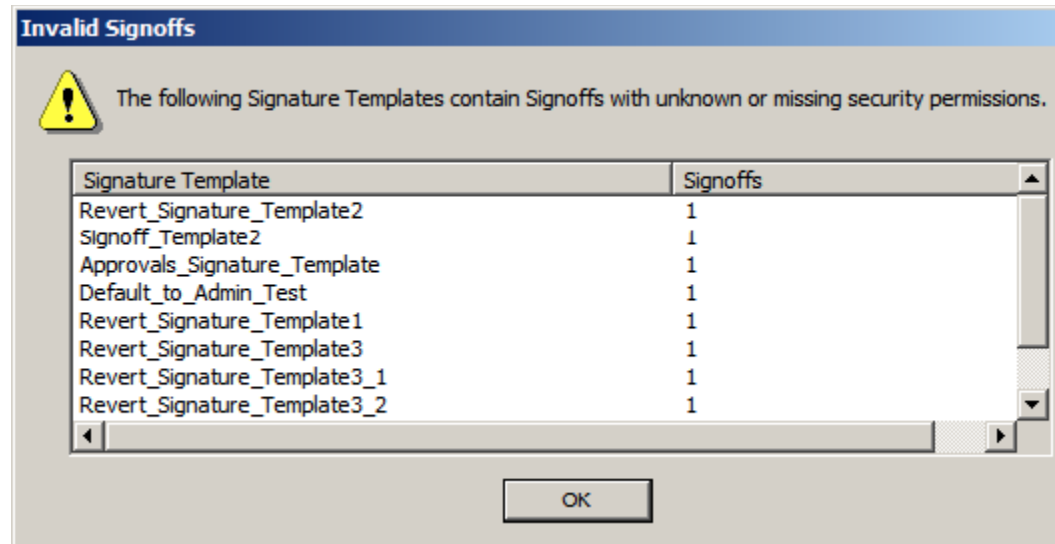 Invalid Signoffs
The following Signature Templates contain Signoffs with unknown or missing security permissions.
Signature Template Signoffs
Revert_Signature_Template2 1
Signoff_Template2 1
Approvals_Signature_Template 1
Default_to_Admin_Test 1
Revert_Signature_Template1 1
Revert_Signature_Template3 1
Revert_Signature_Template3_1 1
Revert_Signature_Template3_2 1
OK